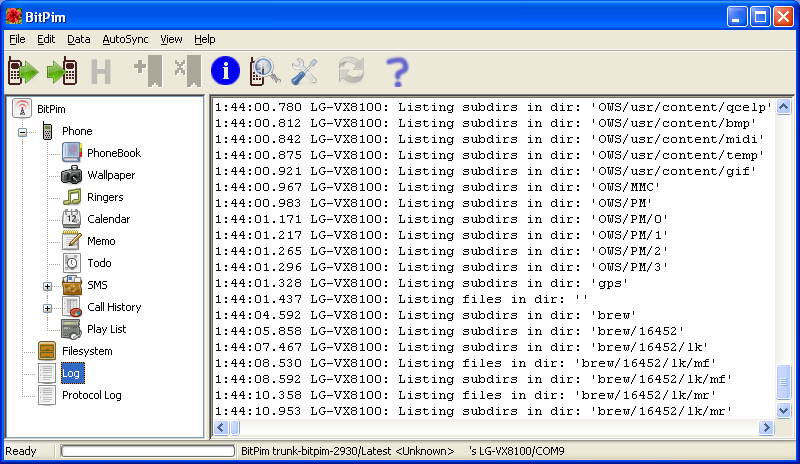 BitPim
File Edit Data AutoSync View Help
BitPim
Phone
PhoneBook
Wallpaper
Ringers
Calendar
12
Memo
Todo
SMS
Call History
Play List
Filesystem
Log
Protocol Log
1:44:00.780 LG-VX8100: Listing subdirs in dir: 'OWS/usr/content/qcelp'
1:44:00.812 LG-VX8100: Listing subdirs in dir: 'OWS/usr/content/bmp'
1:44:00.842 LG-VX8100: Listing subdirs in dir: 'OWS/usr/content/midi'
1:44:00.875 LG-VX8100: Listing subdirs in dir: 'OWS/usr/content/temp'
1:44:00.921 LG-VX8100: Listing subdirs in dir: 'OWS/usr/content/gif'
1:44:00.967 LG-VX8100: Listing subdirs in dir: 'OWS/MMC'
1:44:00.983 LG-VX8100: Listing subdirs in dir: 'OWS/PM'
1:44:01.171 LG-VX8100: Listing subdirs in dir: 'OWS/PM/0'
1:44:01.217 LG-VX8100: Listing subdirs in dir: 'OWS/PM/1'
1:44:01.265 LG-VX8100: Listing subdirs in dir: 'OWS/PM/2'
1:44:01.296 LG-VX8100: Listing subdirs in dir: 'OWS/PM/3'
1:44:01.328 LG-VX8100: Listing subdirs in dir: 'gps'
1:44:01.437 LG-VX8100: Listing files in dir: ''
1:44:04.592 LG-VX8100: Listing subdirs in dir: 'brew'
1:44:05.858 LG-VX8100: Listing subdirs in dir: 'brew/16452'
1:44:07.467 LG-VX8100: Listing subdirs in dir: 'brew/16452/lk'
1:44:08.530 LG-VX8100: Listing files in dir: 'brew/16452/lk/mf'
1:44:08.592 LG-VX8100: Listing subdirs in dir: 'brew/16452/lk/mf'
1:44:10.358 LG-VX8100: Listing files in dir: 'brew/16452/lk/mr'
1:44:10.953 LG-VX8100: Listing subdirs in dir: 'brew/16452/lk/mr'
Ready
BitPim trunk-bitpim-2930/Latest <Unknown> 's LG-VX8100/COM9